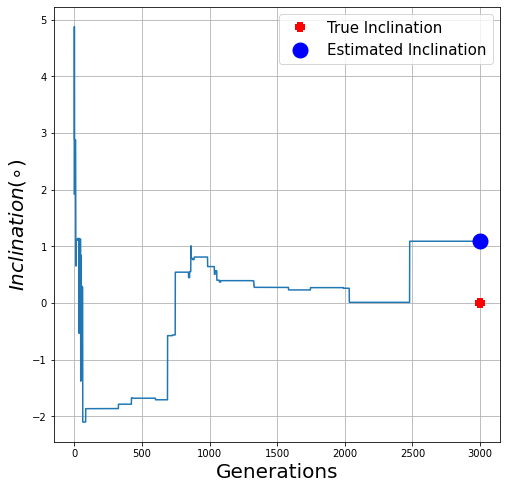 True Inclination
Estimated Inclination
5
4
3
2
1
0
−1
−2
Inclination(∘)
0 500 1000 1500 2000 2500 3000
Generations